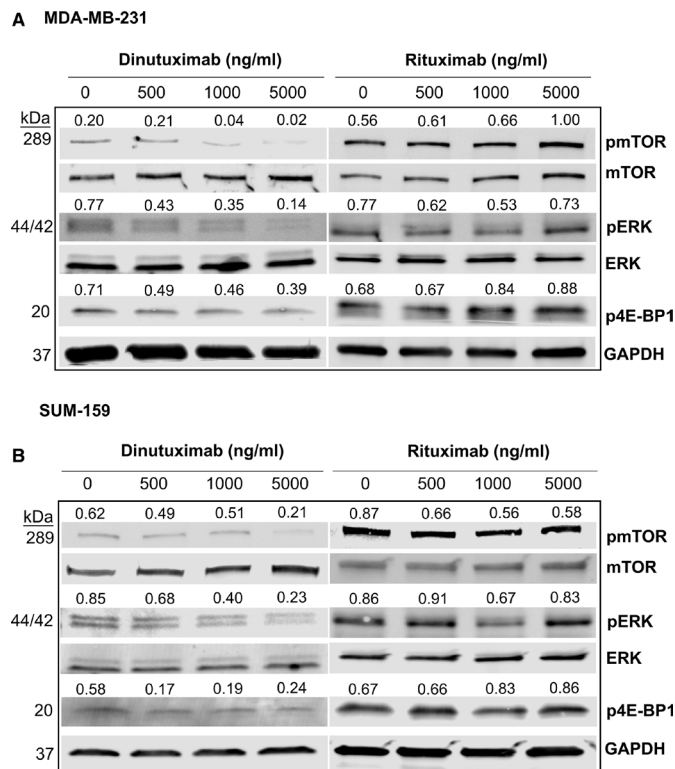 A MDA-MB-231
Dinutuximab (ng/ml) Rituximab (ng/ml)
0 500 1000 5000 0 500 1000 5000
kDa 0.20 0.21 0.04 0.02 0.56 0.61 0.66 1.00
289 pmTOR
mTOR
0.77 0.43 0.35 0.14 0.77 0.62 0.53 0.73
44/42 pERK
ERK
0.71 0.49 0.46 0.39 0.68 0.67 0.84 0.88
20 p4E-BP1
37 GAPDH
SUM-159
B Dinutuximab (ng/ml) Rituximab (ng/ml)
0 500 1000 5000 0 500 1000 5000
kDa 0.62 0.49 0.51 0.21 0.87 0.66 0.56 0.58
289 pmTOR
mTOR
0.85 0.68 0.40 0.23 0.86 0.91 0.67 0.83
44/42 pERK
ERK
0.58 0.17 0.19 0.24 0.67 0.66 0.83 0.86
20 p4E-BP1
37 GAPDH